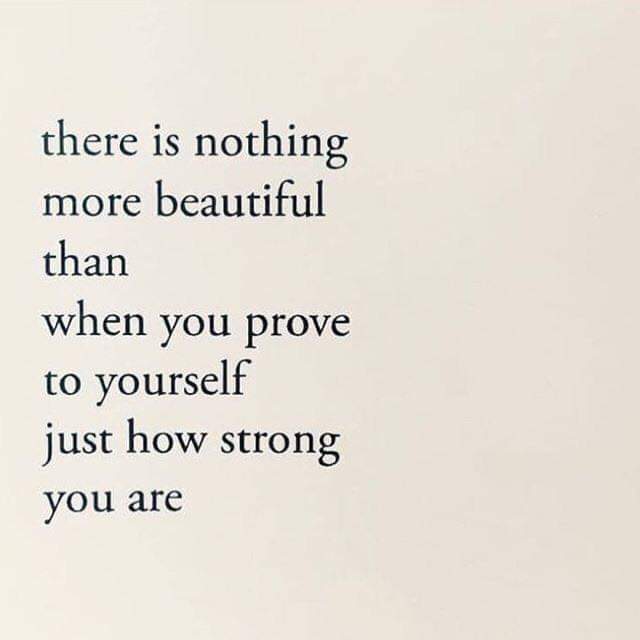 there is nothing
more beautiful
than
when you prove
to yourself
just how strong
you are